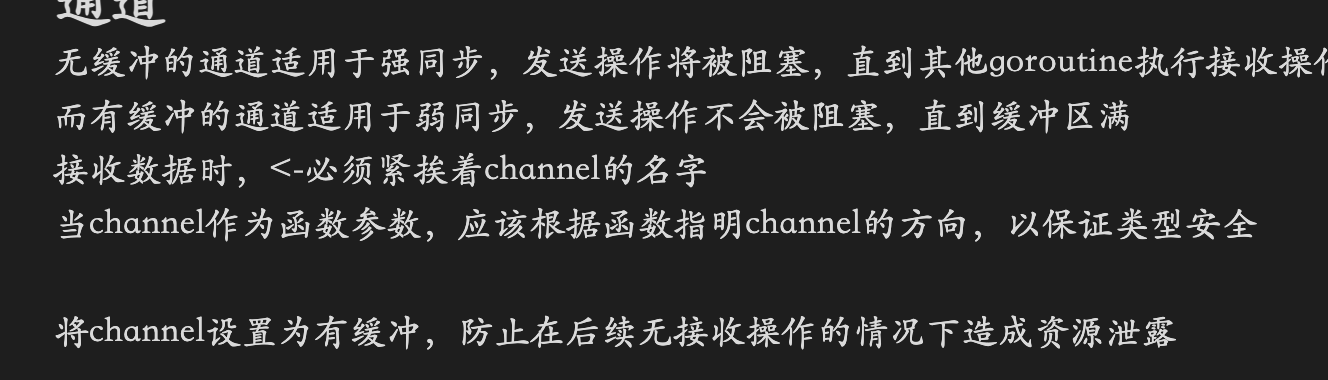 通道
无缓冲的通道适用于强同步，发送操作将被阻塞，直到其他goroutine执行接收操作
而有缓冲的通道适用于弱同步，发送操作不会被阻塞，直到缓冲区满
接收数据时，<-必须紧挨着channel的名字
当channel作为函数参数，应该根据函数指明channel的方向，以保证类型安全
将channel设置为有缓冲，防止在后续无接收操作的情况下造成资源泄露